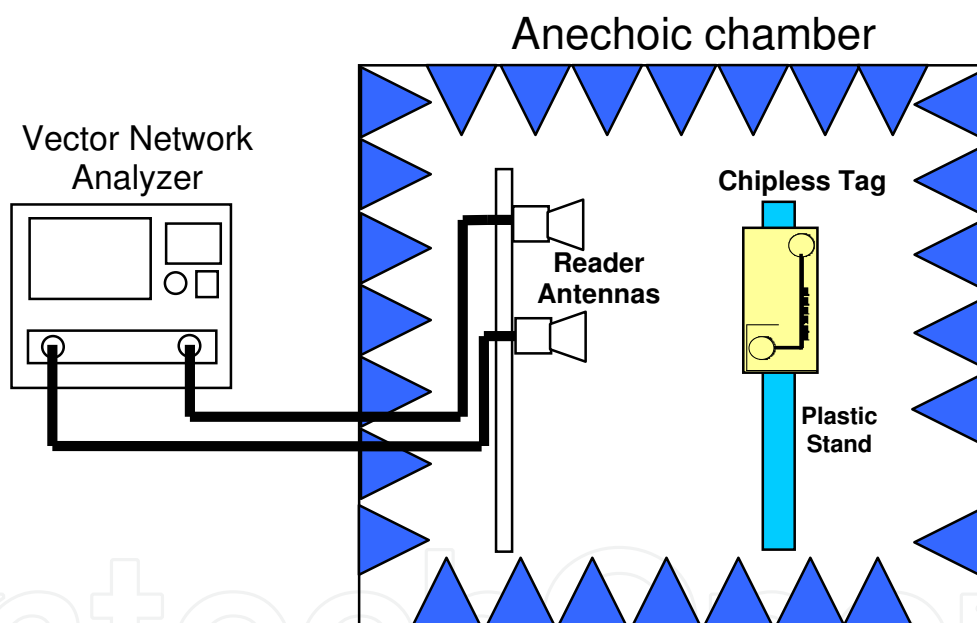 Anechoic chamber
Vector Network
Analyzer
Chipless Tag
Reader
Antennas
Plastic
Stand